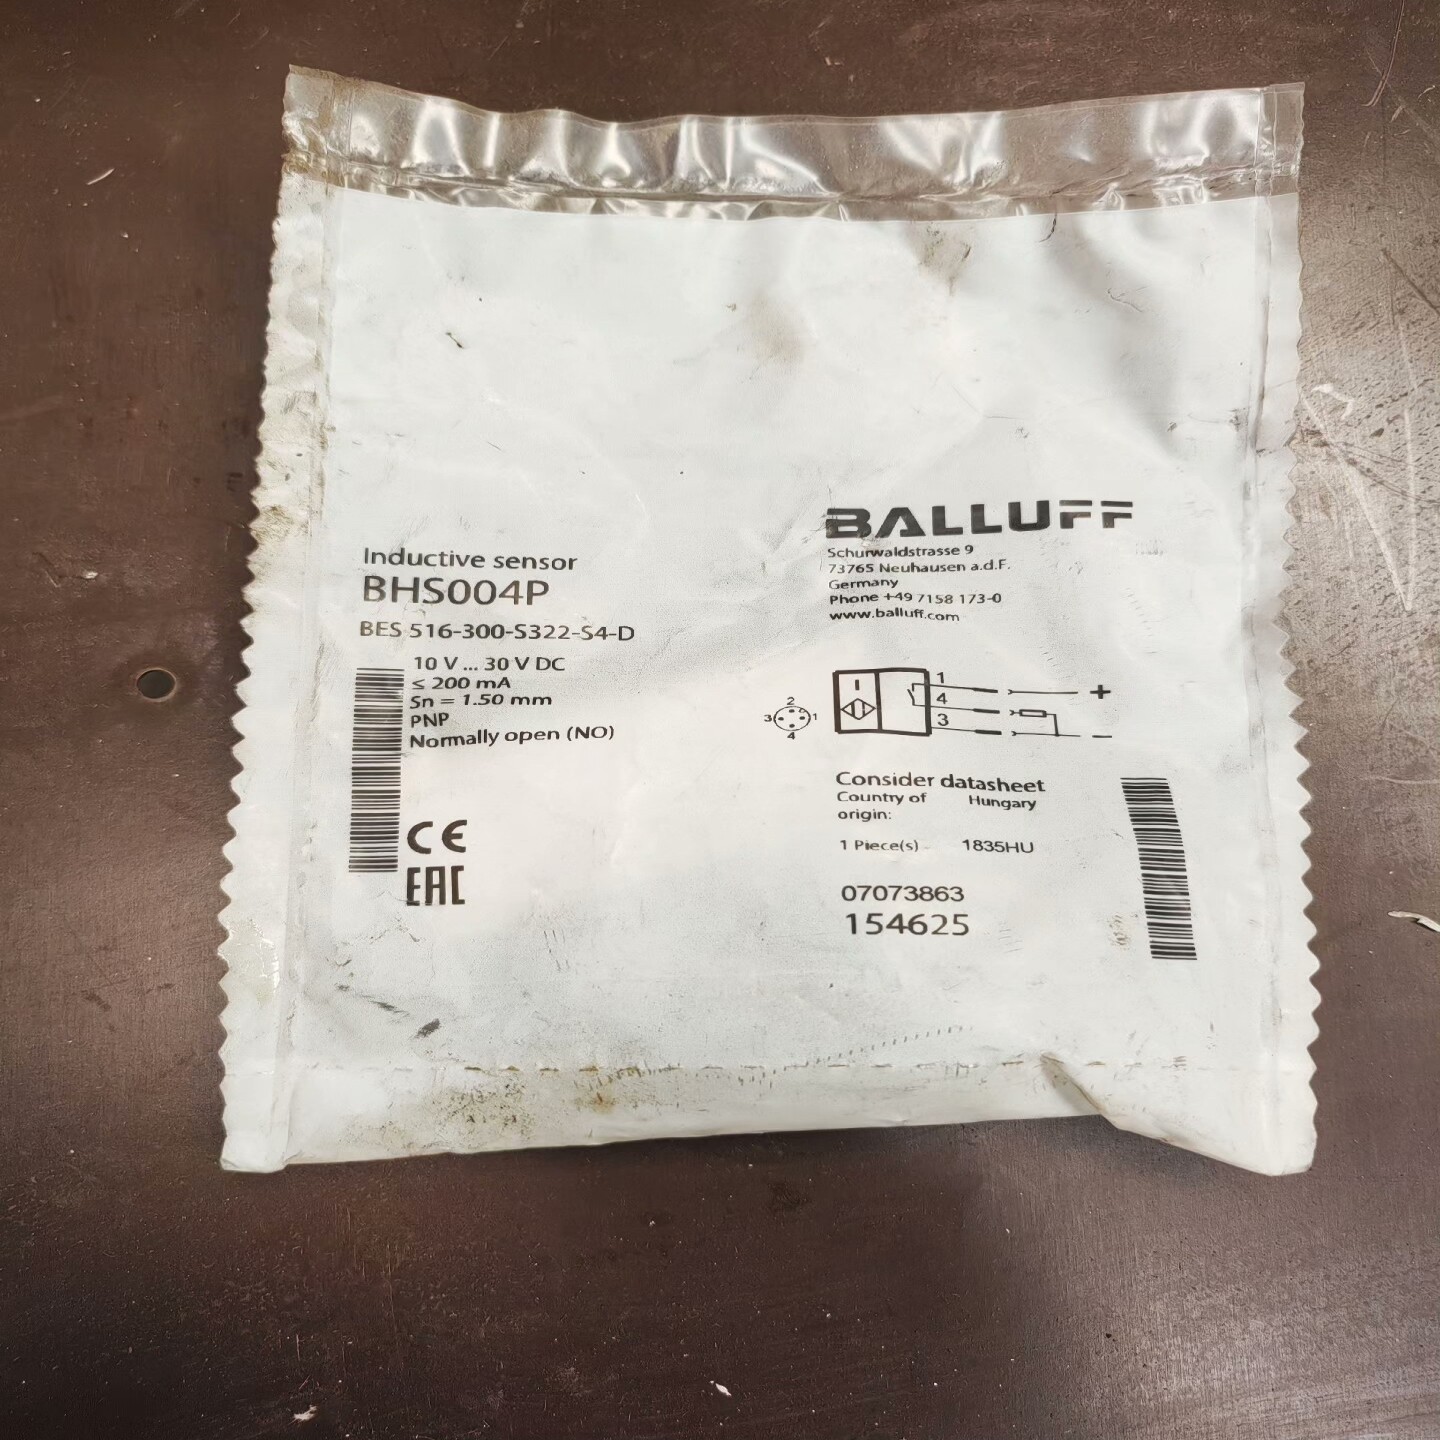 Inductive sensor
BHS004P
BES 516-300-S322-S4-D
10 V ... 30 V DC
≤ 200 mA
Sn = 1.50 mm
PNP
Normally open (NO)
CE
EAC
BALLUFF
Schurwaldstrasse 9
73765 Neuhausen a.d.F.
Germany
Phone +49 7158 173-0
www.balluff.com
2
3 1
4
1 +
4
3 −
Consider datasheet
Country of Hungary
origin:
1 Piece(s) 1835HU
07073863
154625